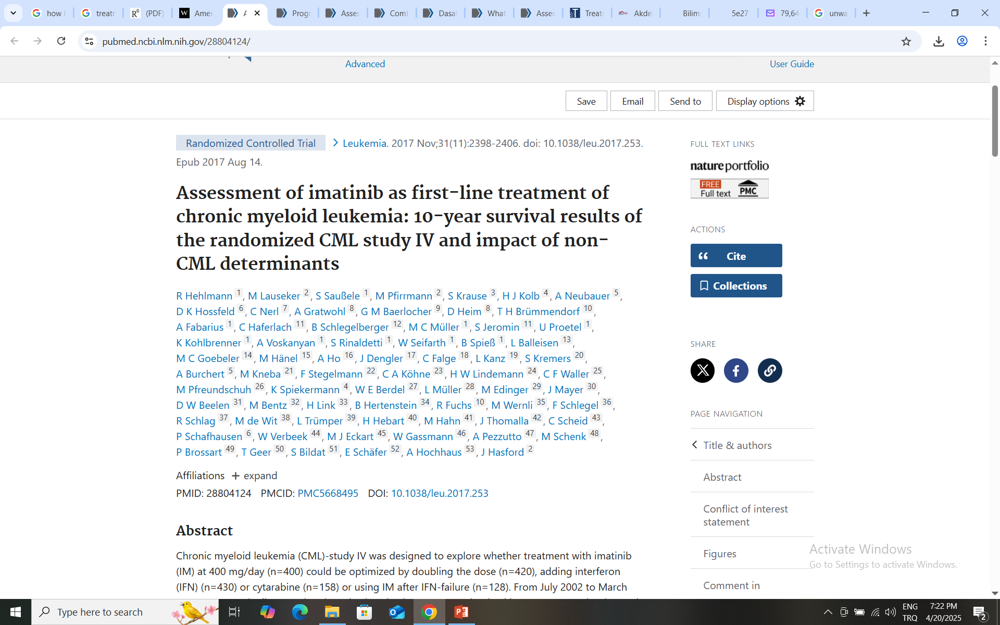 how
treatr
(PDF)
Amer
Progr
Asses
Comb
Dasat
What
Asses
Treat
Akde
Bilims
5e27
79,64
unwa
pubmed.ncbi.nlm.nih.gov/28804124/
Advanced
User Guide
Save
Email
Send to
Display options
Randomized Controlled Trial
Leukemia. 2017 Nov;31(11):2398-2406. doi: 10.1038/leu.2017.253.
Epub 2017 Aug 14.
Assessment of imatinib as first-line treatment of
chronic myeloid leukemia: 10-year survival results of
the randomized CML study IV and impact of non-
CML determinants
R Hehlmann 1, M Lauseker 2, S Saußele 1, M Pfirrmann 2, S Krause 3, H J Kolb 4, A Neubauer 5,
D K Hossfeld 6, C Nerl 7, A Gratwohl 8, G M Baerlocher 9, D Heim 8, T H Brümmendorf 10,
A Fabarius 1, C Haferlach 11, B Schlegelberger 12, M C Müller 1, S Jeromin 11, U Proetel 1,
K Kohlbrenner 1, A Voskanyan 1, S Rinaldetti 1, W Seifarth 1, B Spieß 1, L Balleisen 13,
M C Goebeler 14, M Hänel 15, A Ho 16, J Dengler 17, C Falge 18, L Kanz 19, S Kremers 20,
A Burchert 5, M Kneba 21, F Stegelmann 22, C A Köhne 23, H W Lindemann 24, C F Waller 25,
M Pfreundschuh 26, K Spiekermann 4, W E Berdel 27, L Müller 28, M Edinger 29, J Mayer 30,
D W Beelen 31, M Bentz 32, H Link 33, B Hertenstein 34, R Fuchs 10, M Wernli 35, F Schlegel 36,
R Schlag 37, M de Wit 38, L Trümper 39, H Hebart 40, M Hahn 41, J Thomalla 42, C Scheid 43,
P Schafhausen 6, W Verbeek 44, M J Eckart 45, W Gassmann 46, A Pezzutto 47, M Schenk 48,
P Brossart 49, T Geer 50, S Bildat 51, E Schäfer 52, A Hochhaus 53, J Hasford 2
Affiliations + expand
PMID: 28804124 PMCID: PMC5668495 DOI: 10.1038/leu.2017.253
Abstract
Chronic myeloid leukemia (CML)-study IV was designed to explore whether treatment with imatinib
(IM) at 400 mg/day (n=400) could be optimized by doubling the dose (n=420), adding interferon
(IFN) (n=430) or cytarabine (n=158) or using IM after IFN-failure (n=128). From July 2002 to March
FULL TEXT LINKS
nature portfolio
FREE
Full text
PMC
ACTIONS
Cite
Collections
SHARE
PAGE NAVIGATION
Title & authors
Abstract
Conflict of interest
statement
Figures
Comment in
Activate Windows
Go to Settings to activate Windows.
Type here to search
ENG
TRQ
7:22 PM
4/20/2025
2